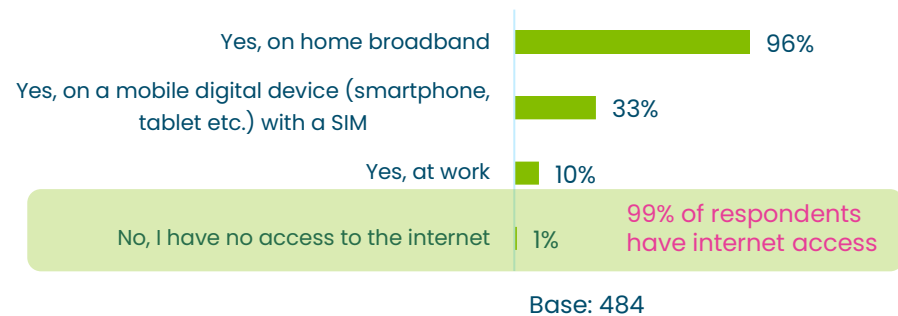 Yes, on home broadband
96%
Yes, on a mobile digital device (smartphone,
tablet etc.) with a SIM
33%
Yes, at work
10%
No, I have no access to the internet
1%
99% of respondents
have internet access
Base: 484